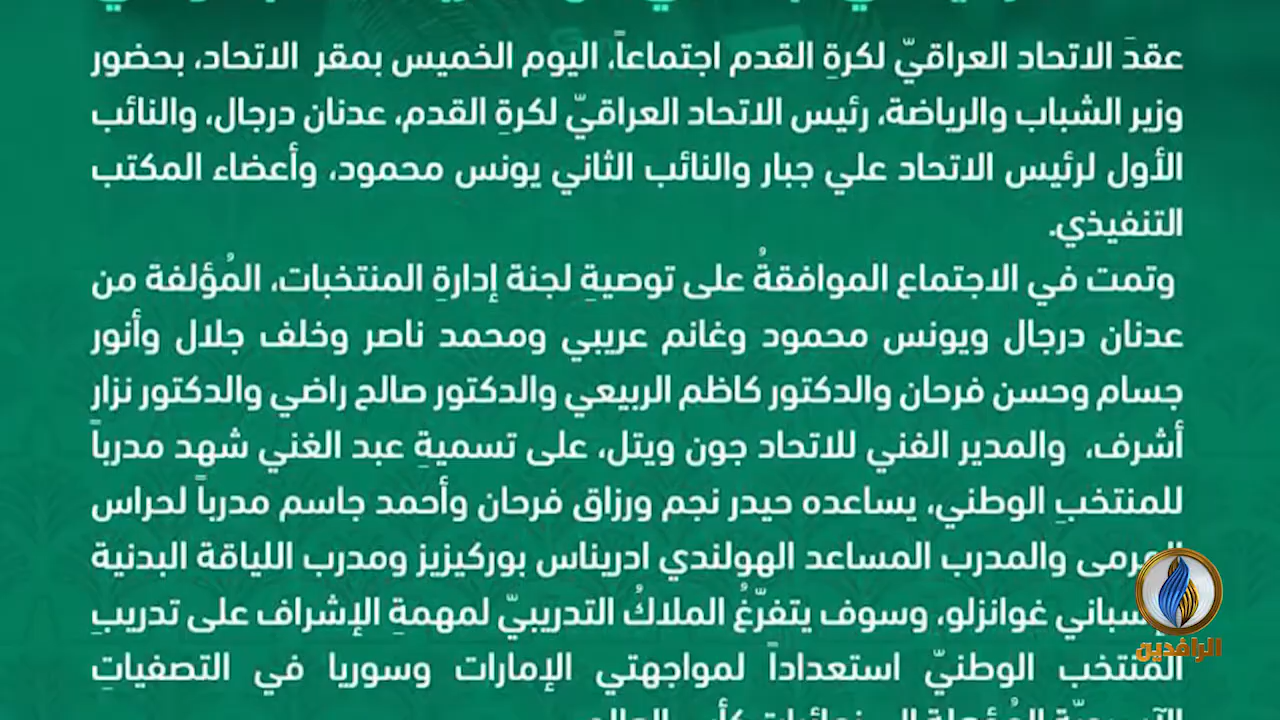 عقدَ الاتحاد العراقيّ لكرةِ القدم اجتماعاً، اليوم الخميس بمقر الاتحاد، بحضور
وزير الشباب والرياضة، رئيس الاتحاد العراقيّ لكرةِ القدم، عدنان درجال، والنائب
الأول لرئيس الاتحاد علي جبار والنائب الثاني يونس محمود، وأعضاء المكتب
التنفيذي.
وتمت في الاجتماع الموافقةُ على توصيةِ لجنة إدارةِ المنتخبات، المُؤلفة من
عدنان درجال ويونس محمود وغانم عريبي ومحمد ناصر وخلف جلال وأنور
جسام وحسن فرحان والدكتور كاظم الربيعي والدكتور صالح راضي والدكتور نزار
أشرف، والمدير الفني للاتحاد جون ويتل، على تسميةِ عبد الغني شهد مدرباً
للمنتخبِ الوطني، يساعده حيدر نجم ورزاق فرحان وأحمد جاسم مدرباً لحراس
المرمى والمدرب المساعد الهولندي ادريناس بوركيزيز ومدرب اللياقة البدنية
الإسباني غوانزلو، وسوف يتفرّغُ الملاكُ التدريبيّ لمهمةِ الإشراف على تدريبِ
المُنتخب الوطنيّ استعداداً لمواجهتي الإمارات وسوريا في التصفياتِ
الرافدين